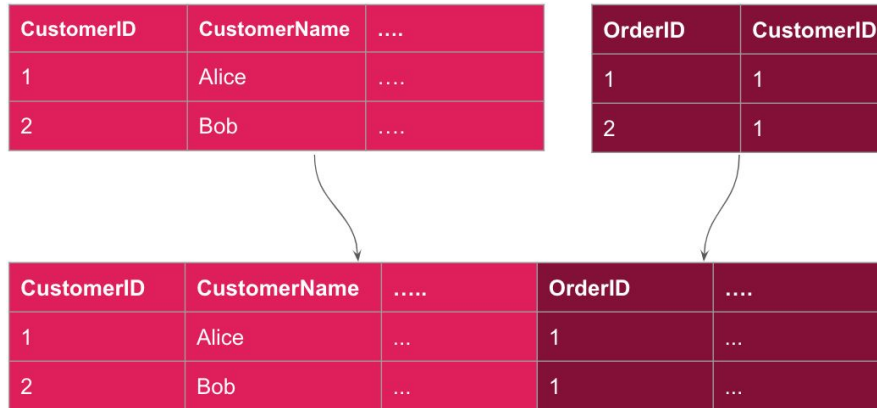 CustomerID CustomerName .... OrderID CustomerID
1 Alice .... 1 1
2 Bob .... 2 1
CustomerID CustomerName ..... OrderID ....
1 Alice ... 1 ...
2 Bob ... 1 ...